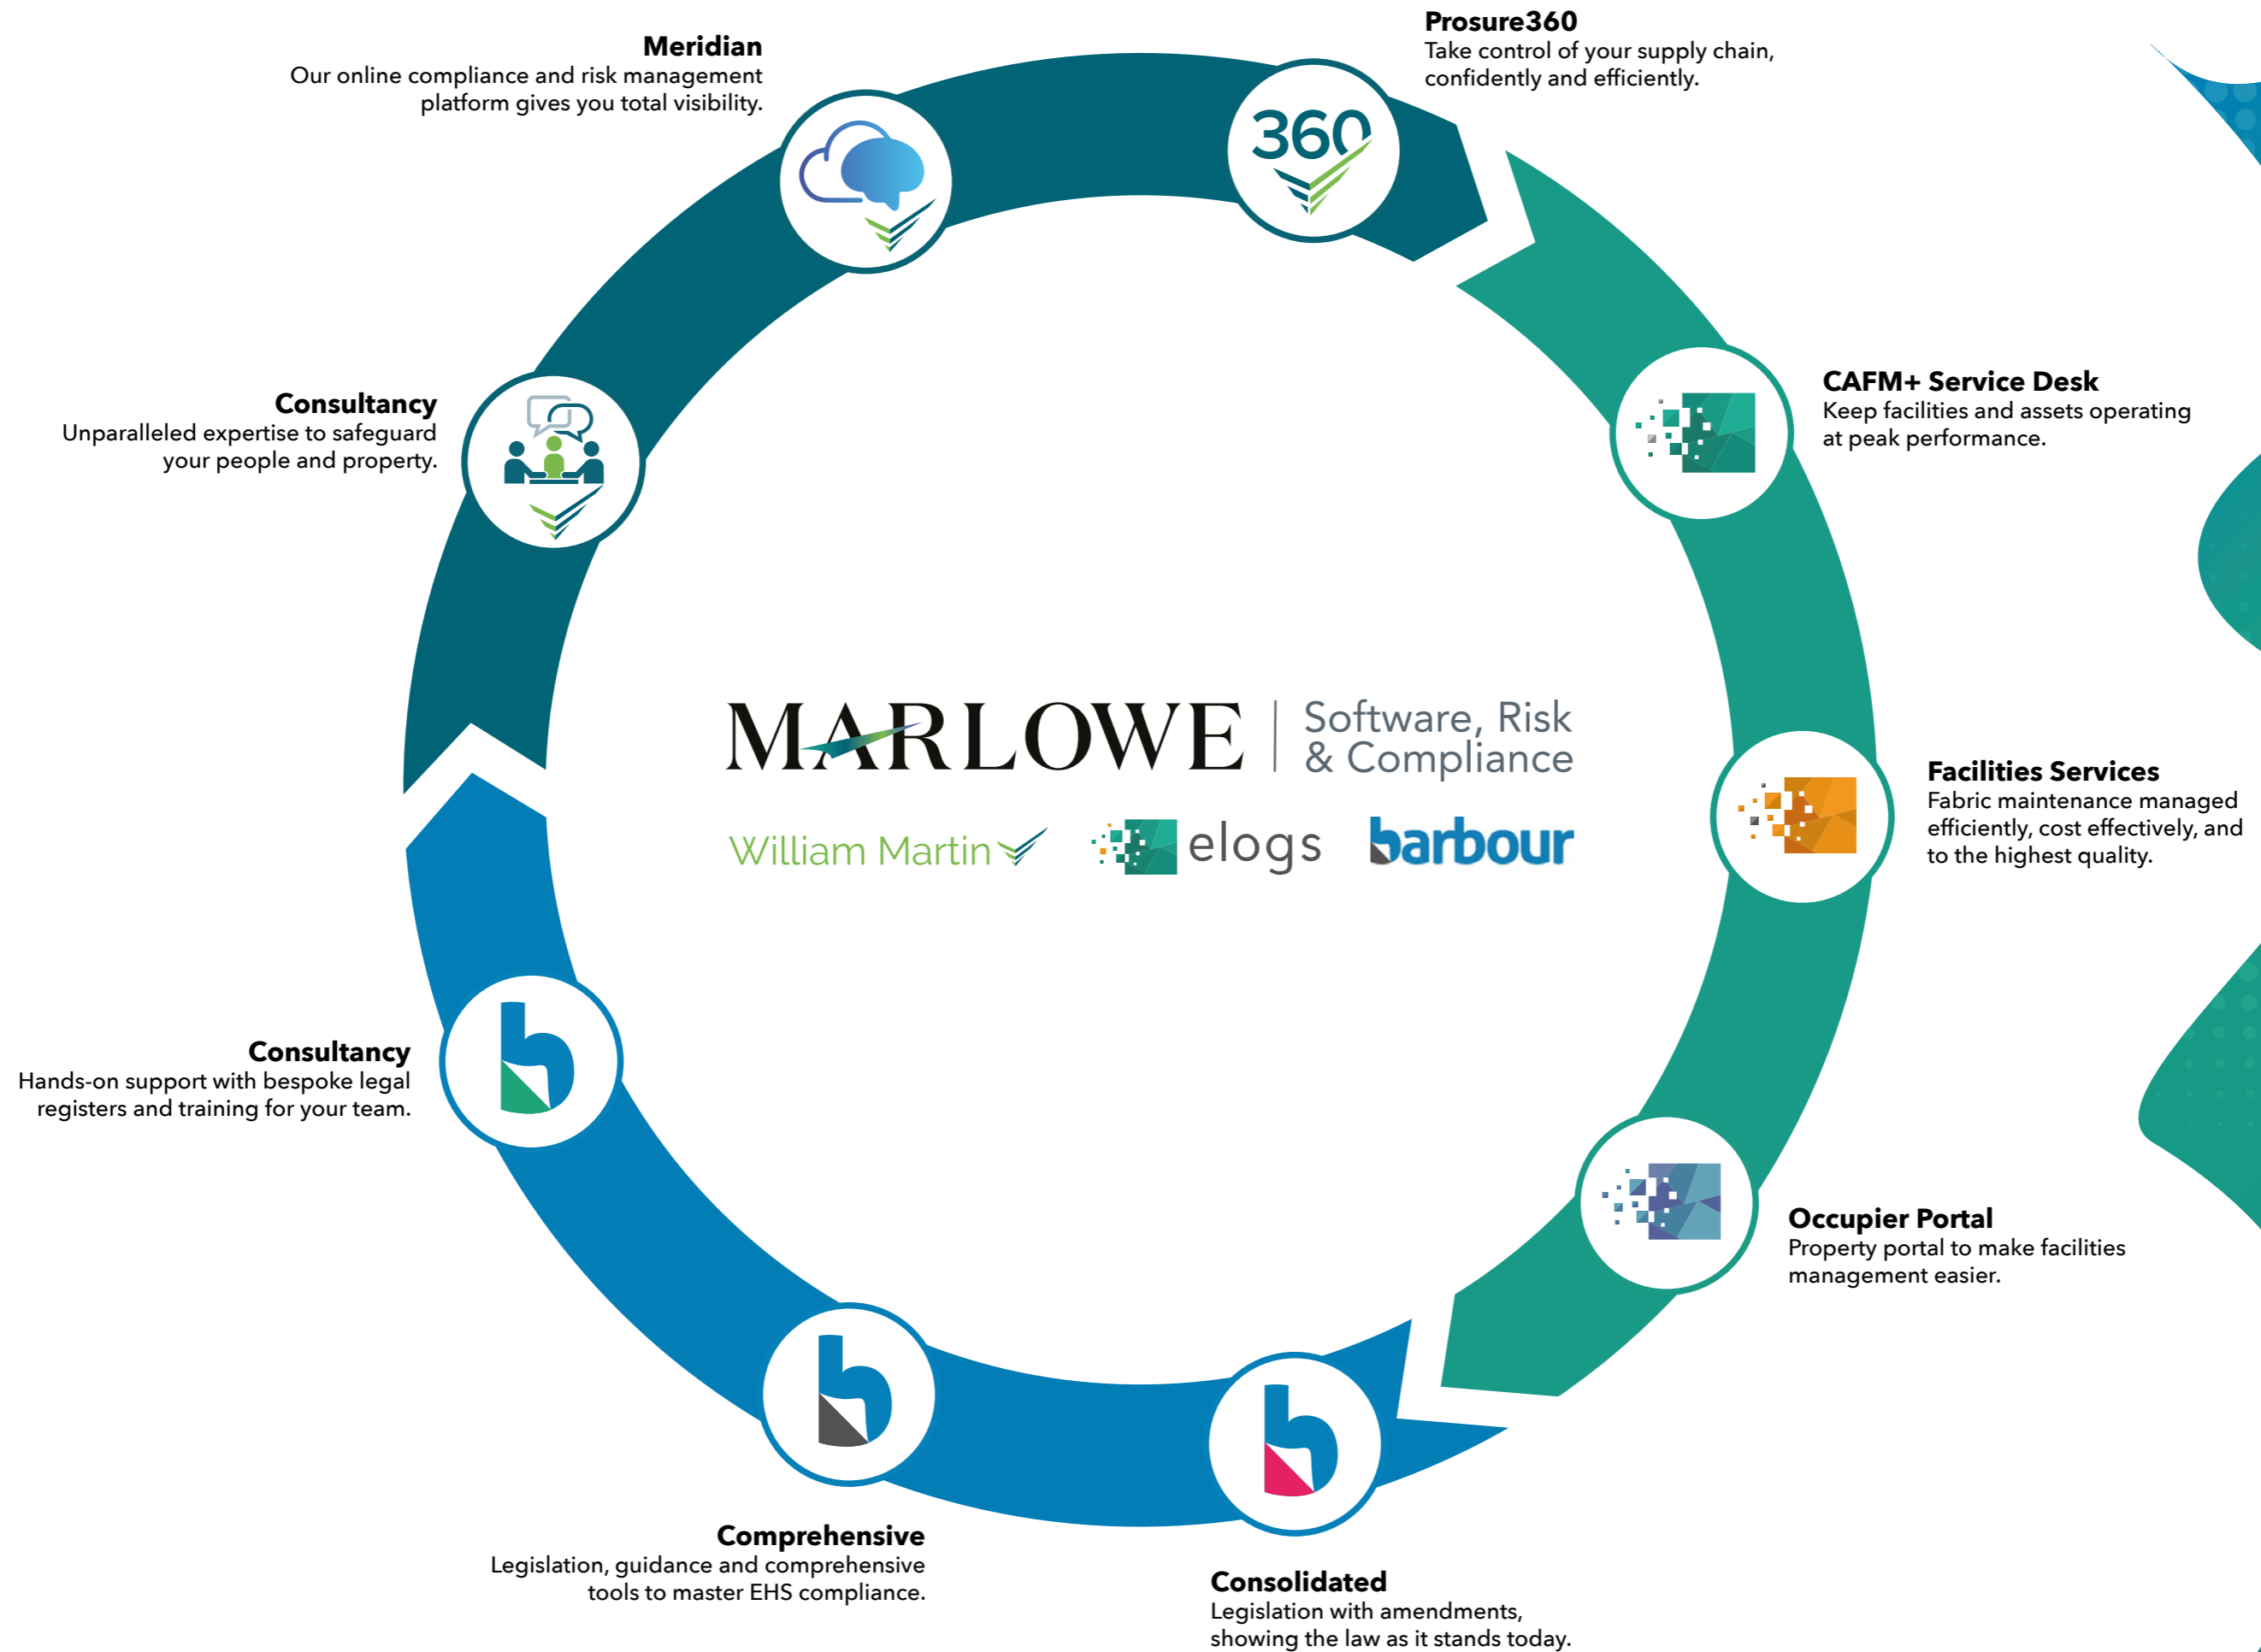 Prosure360
Take control of your supply chain,
confidently and efficiently.
Meridian
Our online compliance and risk management
platform gives you total visibility.
360
CAFM+ Service Desk
Keep facilities and assets operating
at peak performance.
Consultancy
Unparalleled expertise to safeguard
your people and property.
MARLOWE
Software, Risk
& Compliance
William Martin
elogs
barbour
Facilities Services
Fabric maintenance managed
efficiently, cost effectively, and
to the highest quality.
Consultancy
Hands-on support with bespoke legal
registers and training for your team.
b
Occupier Portal
Property portal to make facilities
management easier.
b
b
Comprehensive
Legislation, guidance and comprehensive
tools to master EHS compliance.
Consolidated
Legislation with amendments,
showing the law as it stands today.